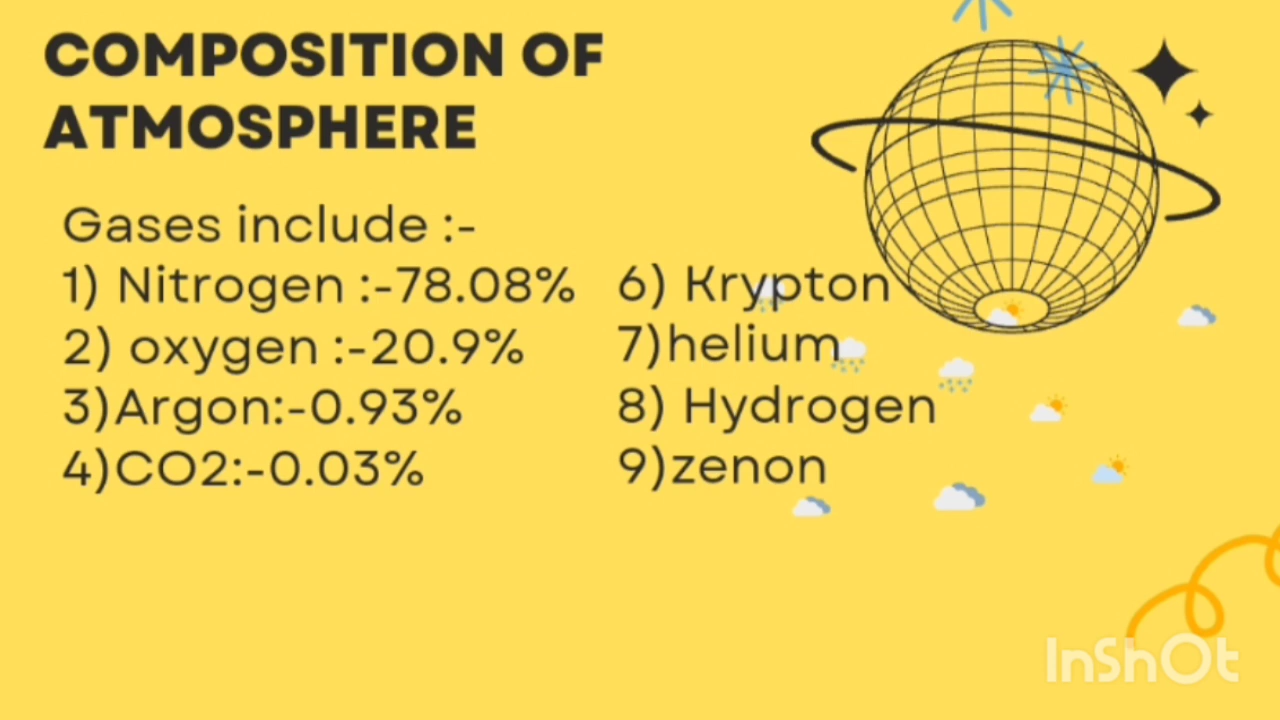 COMPOSITION OF
ATMOSPHERE
Gases include :-
1) Nitrogen :-78.08%
2) oxygen :-20.9%
3)Argon:-0.93%
4)CO2:-0.03%
6) Krypton
7)helium
8) Hydrogen
9)zenon
InShOt